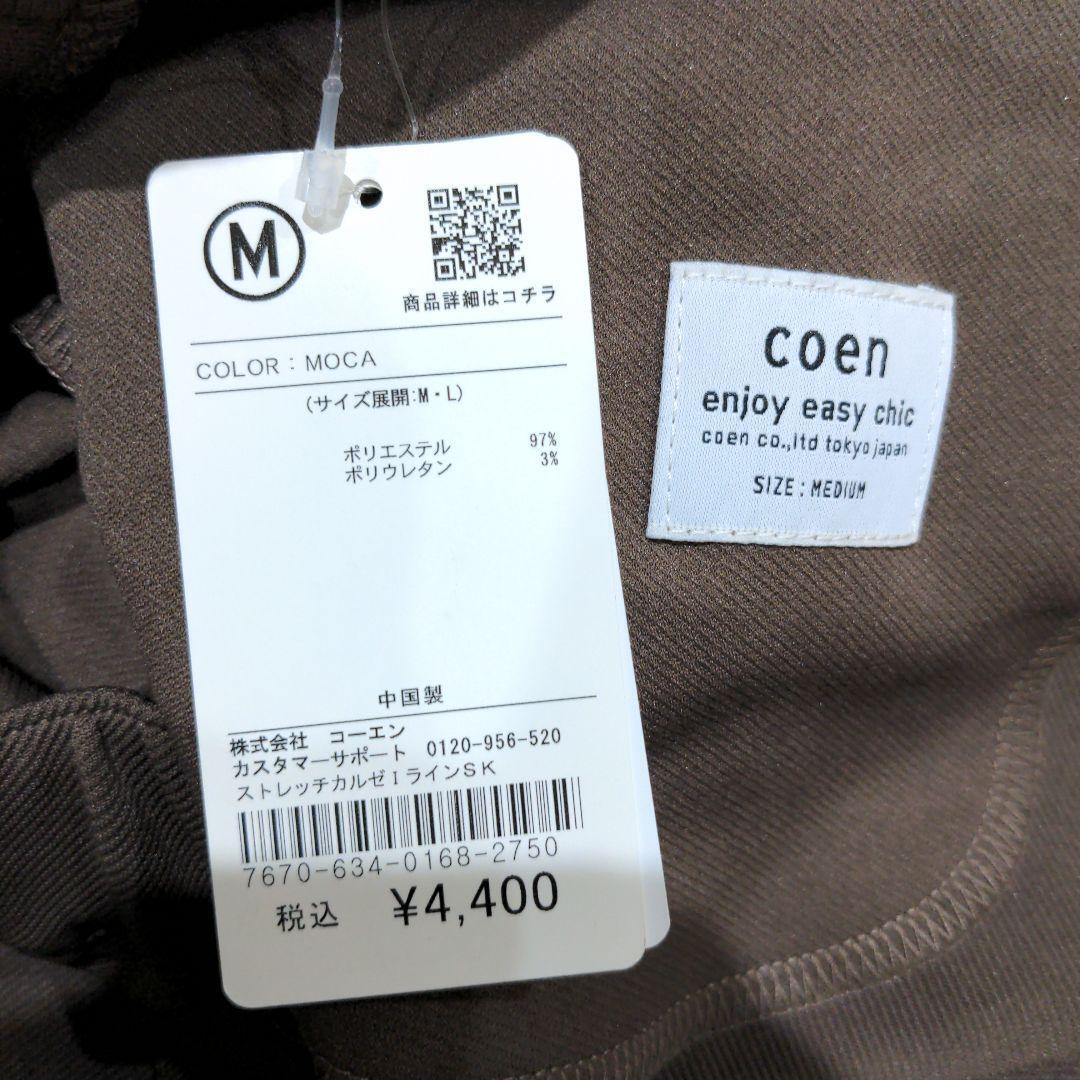 M
商品詳細はコチラ
COLOR：MOCA
(サイズ展開:M・L)
ポリエステル 97%
ポリウレタン 3%
中国製
株式会社 コーエン
カスタマーサポート 0120-956-520
ストレッチカルゼＩラインＳＫ
7670-634-0168-2750
税込 ¥4,400
coen
enjoy easy chic
coen co.,ltd tokyo japan
SIZE : MEDIUM